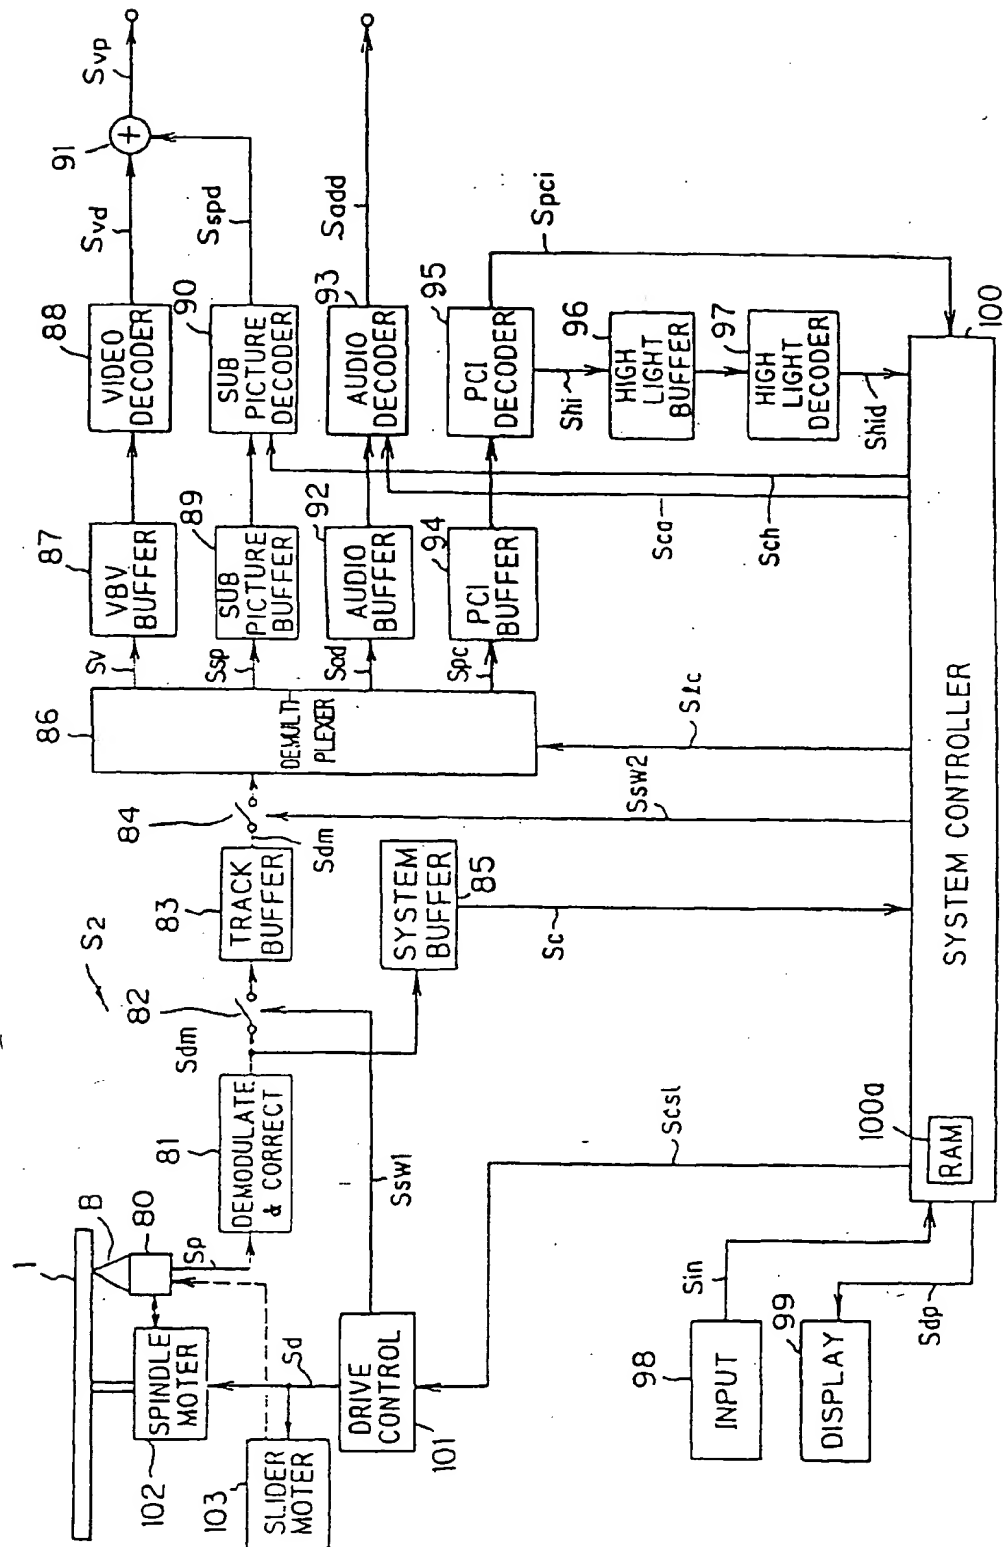 S2
1
B
80
Sp
SPINDLE
MOTER
102
SLIDER
MOTER
103
Sd
DRIVE
CONTROL
101
81
DEMODULATE
& CORRECT
Sdm
82
Ssw1
83
TRACK
BUFFER
84
Sdm
SYSTEM
BUFFER
85
Sc
Ssw2
Slc
86
DEMULTI
PLEXER
Sv
Ssp
Sad
Spc
87
VBV
BUFFER
89
SUB
PICTURE
BUFFER
92
AUDIO
BUFFER
94
PCI
BUFFER
88
VIDEO
DECODER
90
SUB
PICTURE
DECODER
93
AUDIO
DECODER
95
PCI
DECODER
Svd
91
+
Svp
Sspd
Sadd
Spci
Shi
96
HIGH
LIGHT
BUFFER
97
HIGH
LIGHT
DECODER
Shid
Sca
Sch
100
SYSTEM CONTROLLER
100a
RAM
Scsl
Sin
98
INPUT
99
DISPLAY
Sdp